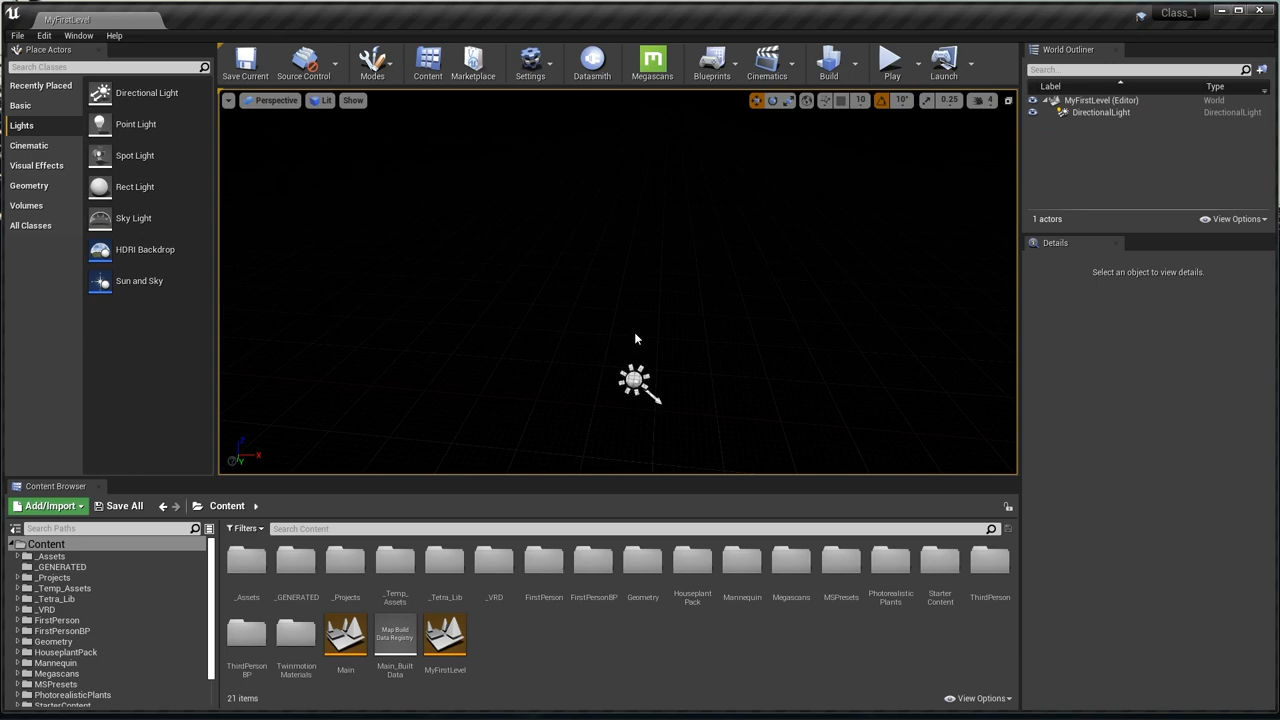 MyFirstLevel
Class_1
File Edit Window Help
Place Actors
Search Classes
Recently Placed
Basic
Lights
Cinematic
Visual Effects
Geometry
Volumes
All Classes
Directional Light
Point Light
Spot Light
Rect Light
Sky Light
HDRI Backdrop
Sun and Sky
Save Current
Source Control
Modes
Content
Marketplace
Settings
Datasmith
Megascans
Blueprints
Cinematics
Build
Play
Launch
Perspective Lit Show
10 10° 0.25 4
Z
X
Y
World Outliner
Search...
Label Type
MyFirstLevel (Editor) World
DirectionalLight DirectionalLight
1 actors View Options
Details
Select an object to view details.
Content Browser
Add/Import Save All Content
Search Paths
Filters Search Content
Content
_Assets
_GENERATED
_Projects
_Temp_Assets
_Tetra_Lib
_VRD
FirstPerson
FirstPersonBP
Geometry
HouseplantPack
Mannequin
Megascans
MSPresets
PhotorealisticPlants
StarterContent
_Assets
_GENERATED
_Projects
_Temp_
Assets
_Tetra_Lib
_VRD
FirstPerson
FirstPersonBP
Geometry
Houseplant
Pack
Mannequin
Megascans
MSPresets
Photorealistic
Plants
Starter
Content
ThirdPerson
ThirdPerson
BP
Twinmotion
Materials
Main
Map Build
Data Registry
Main_Built
Data
MyFirstLevel
21 items
View Options